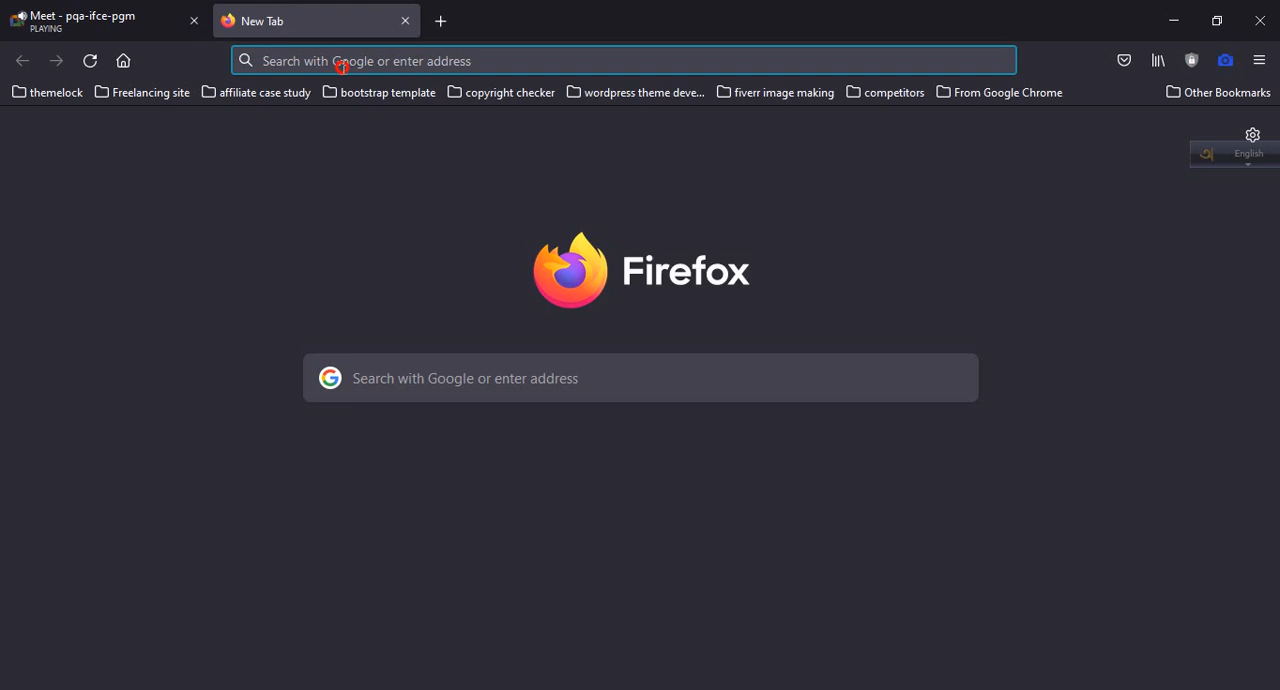 Meet - pqa-ifce-pgm
PLAYING
New Tab
Search with Google or enter address
themelock
Freelancing site
affiliate case study
bootstrap template
copyright checker
wordpress theme deve...
fiverr image making
competitors
From Google Chrome
Other Bookmarks
অ
English
Firefox
Search with Google or enter address